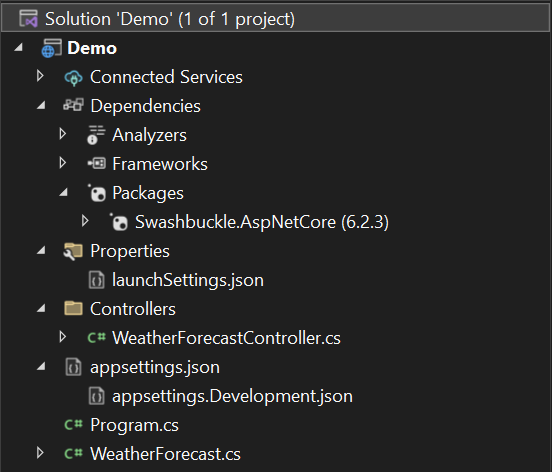 Solution 'Demo' (1 of 1 project)
Demo
Connected Services
Dependencies
Analyzers
Frameworks
Packages
Swashbuckle.AspNetCore (6.2.3)
Properties
launchSettings.json
Controllers
C# WeatherForecastController.cs
appsettings.json
appsettings.Development.json
C# Program.cs
C# WeatherForecast.cs